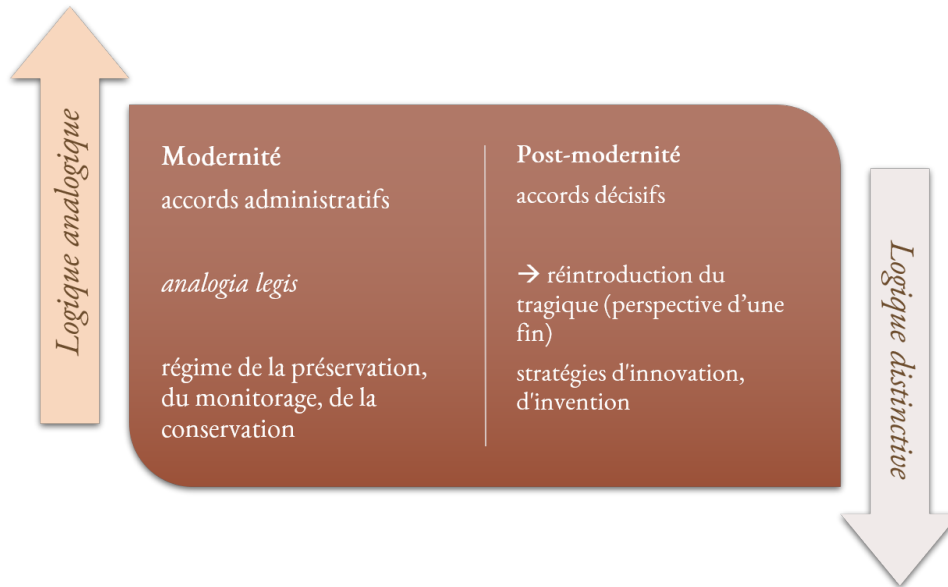 Logique analogique
Modernité
accords administratifs
analogia legis
régime de la préservation,
du monitorage, de la
conservation
Post-modernité
accords décisifs
→ réintroduction du
tragique (perspective d’une
fin)
stratégies d'innovation,
d'invention
Logique distinctive